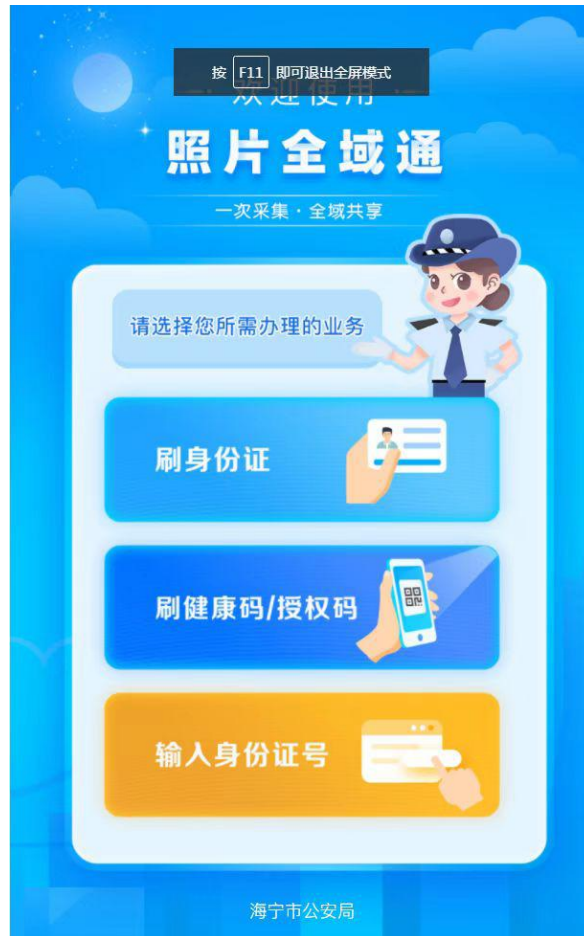 按 F11 即可退出全屏模式
欢迎使用
照片全域通
一次采集·全域共享
请选择您所需办理的业务
刷身份证
刷健康码/授权码
输入身份证号
海宁市公安局